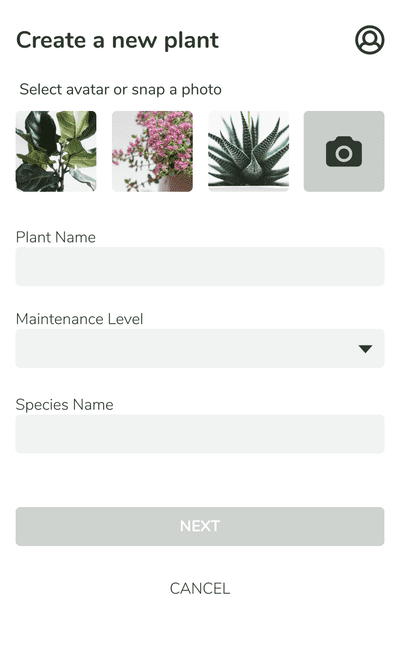 Create a new plant
Select avatar or snap a photo
Plant Name
Maintenance Level
Species Name
NEXT
CANCEL